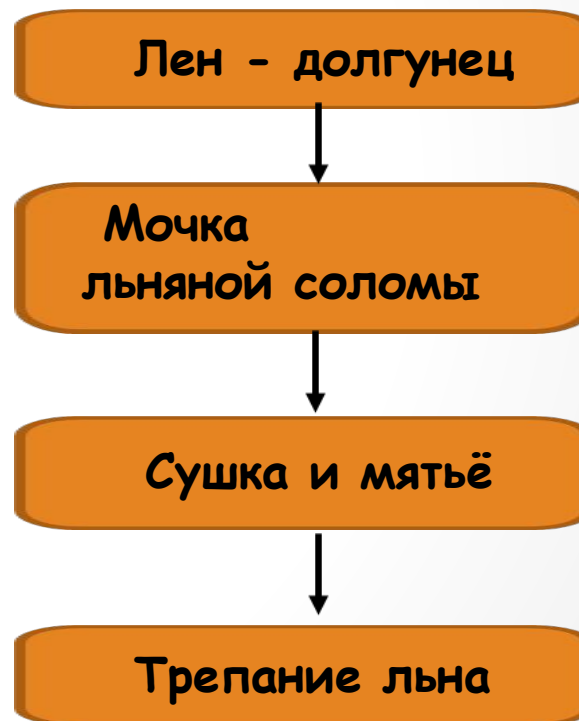 Лен - долгунец
Мочка
льняной соломы
Сушка и мятьё
Трепание льна